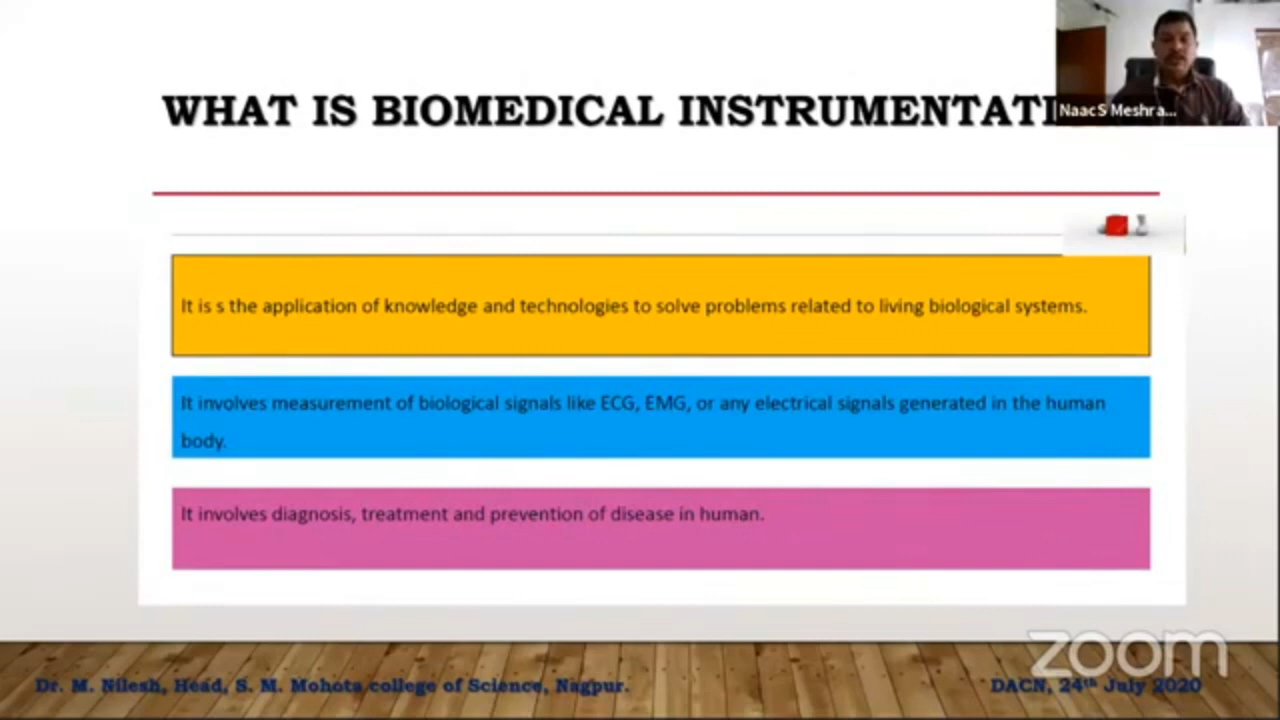 WHAT IS BIOMEDICAL INSTRUMENTATI
NaacS Meshra...
It is s the application of knowledge and technologies to solve problems related to living biological systems.
It involves measurement of biological signals like ECG, EMG, or any electrical signals generated in the human
body.
It involves diagnosis, treatment and prevention of disease in human.
zoom
Dr. M. Nilesh, Head, S. M. Mohota college of Science, Nagpur.
DACN, 24th July 2020